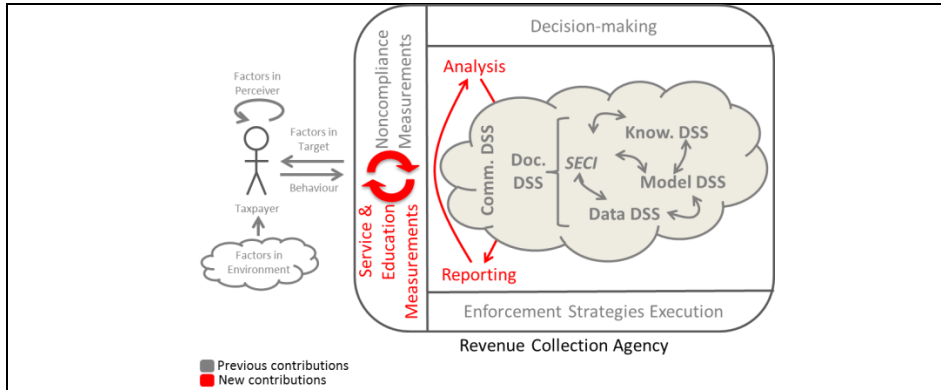 Decision-making
Factors in
Perceiver
Factors in
Target
Behaviour
Taxpayer
Factors in
Environment
Noncompliance
Measurements
Service &
Education
Measurements
Analysis
Comm. DSS
Doc.
DSS
SECI
Know. DSS
Model DSS
Data DSS
Reporting
Enforcement Strategies Execution
Revenue Collection Agency
Previous contributions
New contributions